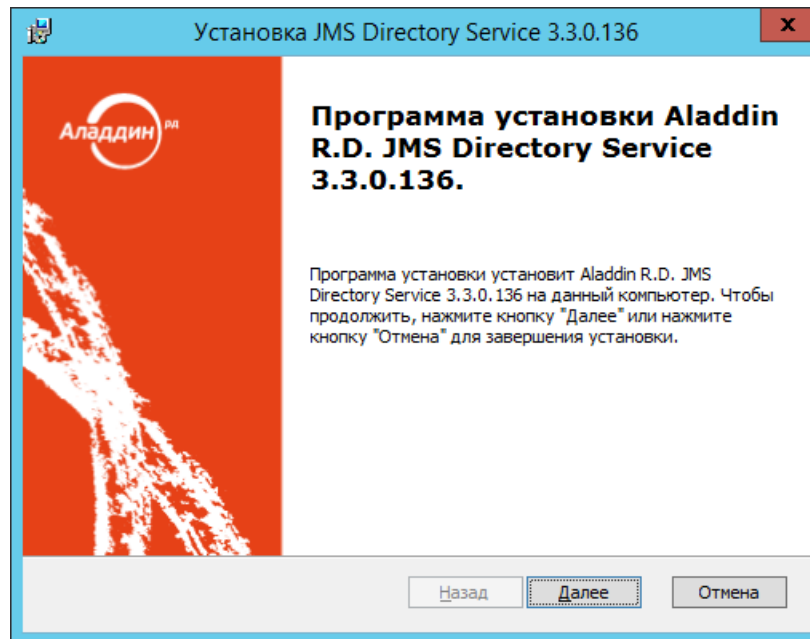 Установка JMS Directory Service 3.3.0.136
x
Аладдин РД
Программа установки Aladdin
R.D. JMS Directory Service
3.3.0.136.
Программа установки установит Aladdin R.D. JMS
Directory Service 3.3.0.136 на данный компьютер. Чтобы
продолжить, нажмите кнопку "Далее" или нажмите
кнопку "Отмена" для завершения установки.
Назад
Далее
Отмена